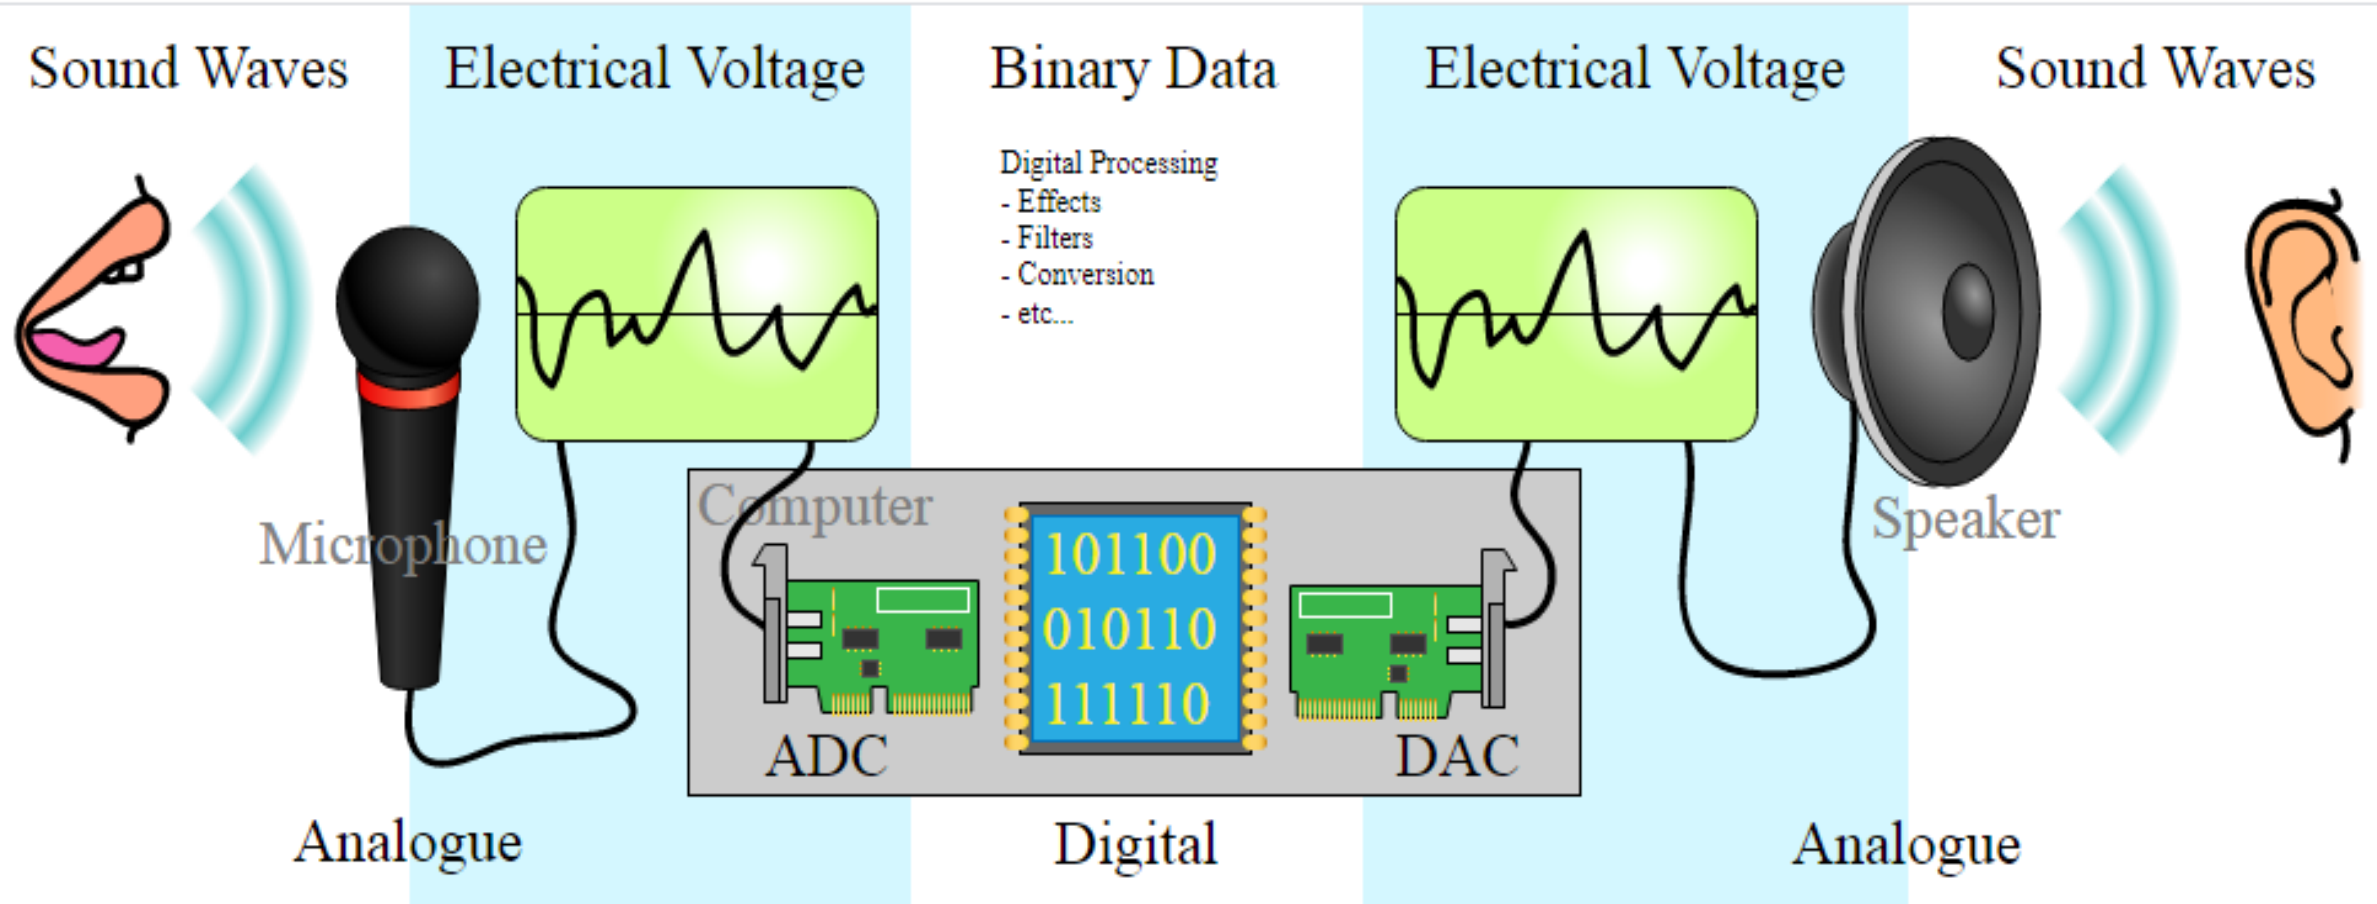 Sound Waves
Electrical Voltage
Binary Data
Electrical Voltage
Sound Waves
Digital Processing
- Effects
- Filters
- Conversion
- etc...
Microphone
Computer
Speaker
101100
010110
111110
ADC
DAC
Analogue
Digital
Analogue